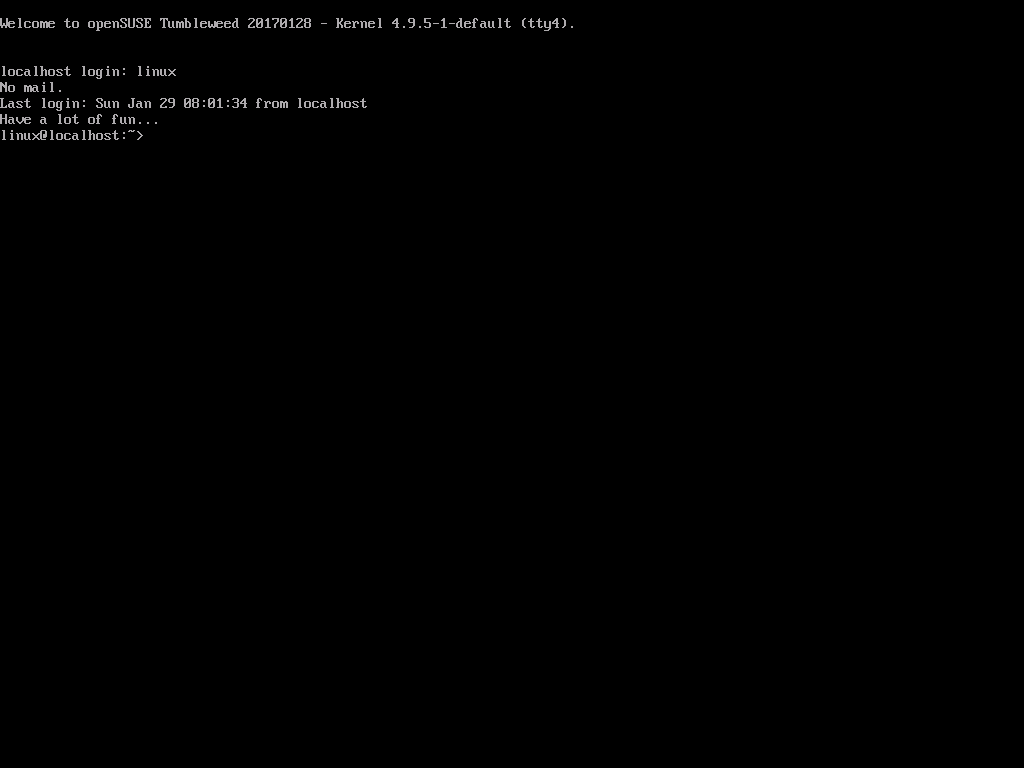 Welcome to openSUSE Tumbleweed 20170128 - Kernel 4.9.5-1-default (tty4).
localhost login: linux
No mail.
Last login: Sun Jan 29 08:01:34 from localhost
Have a lot of fun...
linux@localhost:~>